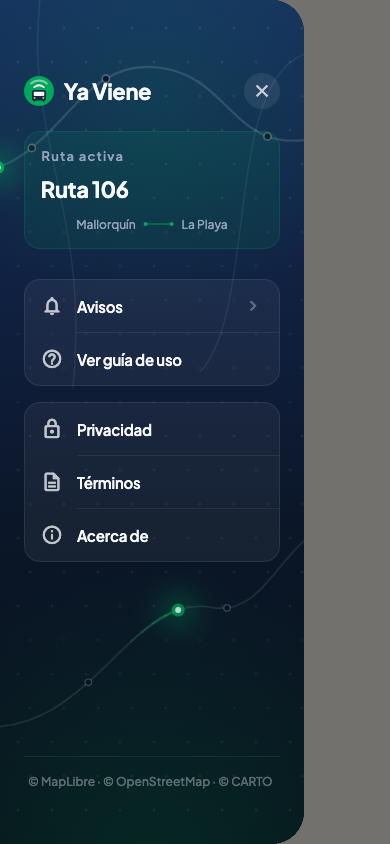 Ya Viene
Ruta activa
Ruta 106
Mallorquín La Playa
Avisos
Ver guía de uso
Privacidad
Términos
Acerca de
© MapLibre · © OpenStreetMap · © CARTO